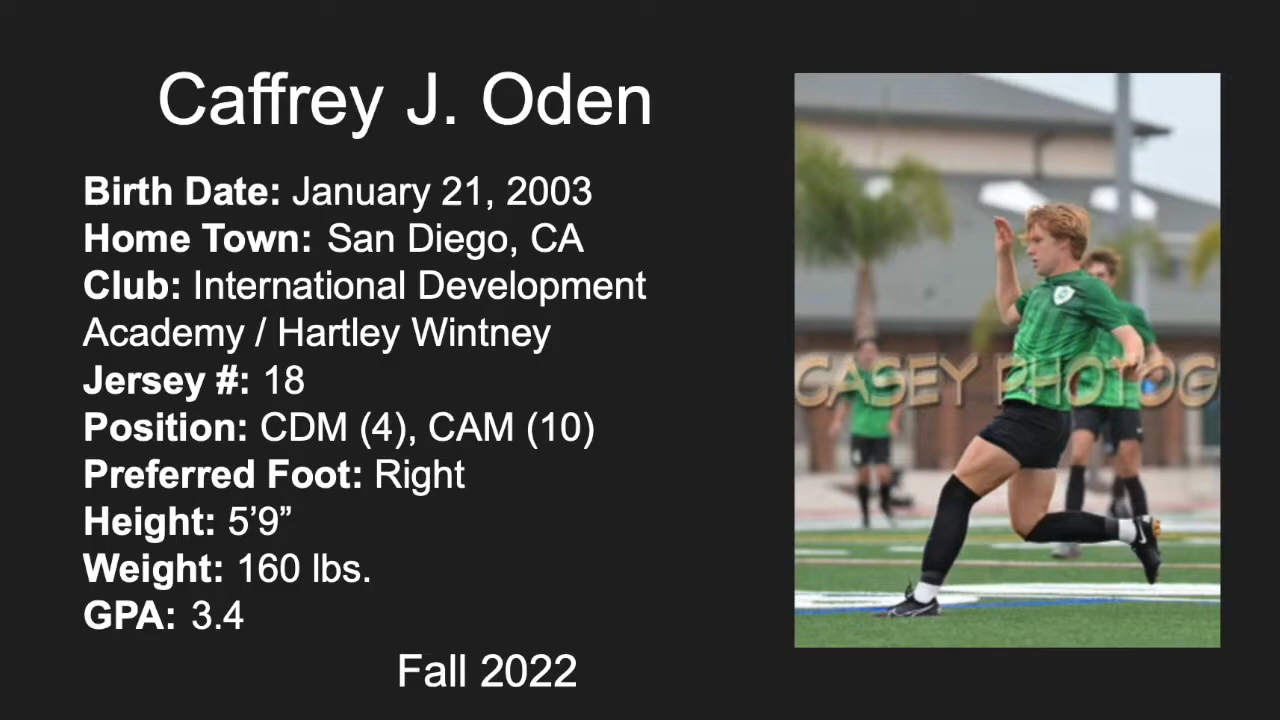 Caffrey J. Oden
Birth Date: January 21, 2003
Home Town: San Diego, CA
Club: International Development
Academy / Hartley Wintney
Jersey #: 18
Position: CDM (4), CAM (10)
Preferred Foot: Right
Height: 5’9”
Weight: 160 lbs.
GPA: 3.4
Fall 2022
CASEY PHOTOG